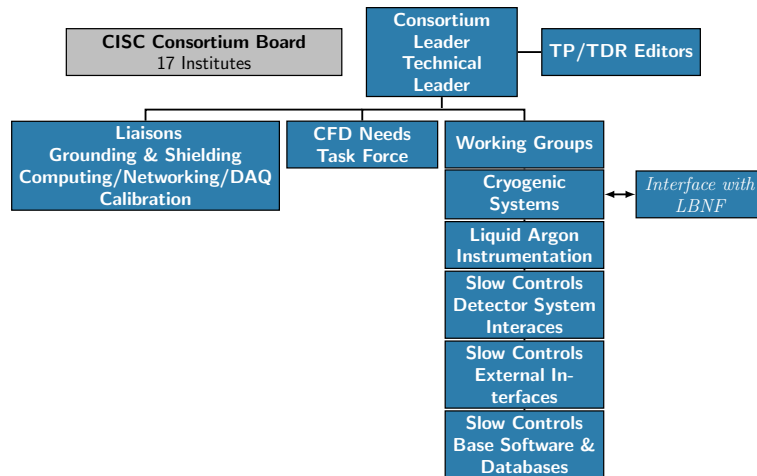 CISC Consortium Board
17 Institutes
Consortium
Leader
Technical
Leader
TP/TDR Editors
Liaisons
Grounding & Shielding
Computing/Networking/DAQ
Calibration
CFD Needs
Task Force
Working Groups
Cryogenic
Systems
Interface with
LBNF
Liquid Argon
Instrumentation
Slow Controls
Detector System
Interaces
Slow Controls
External In-
terfaces
Slow Controls
Base Software &
Databases